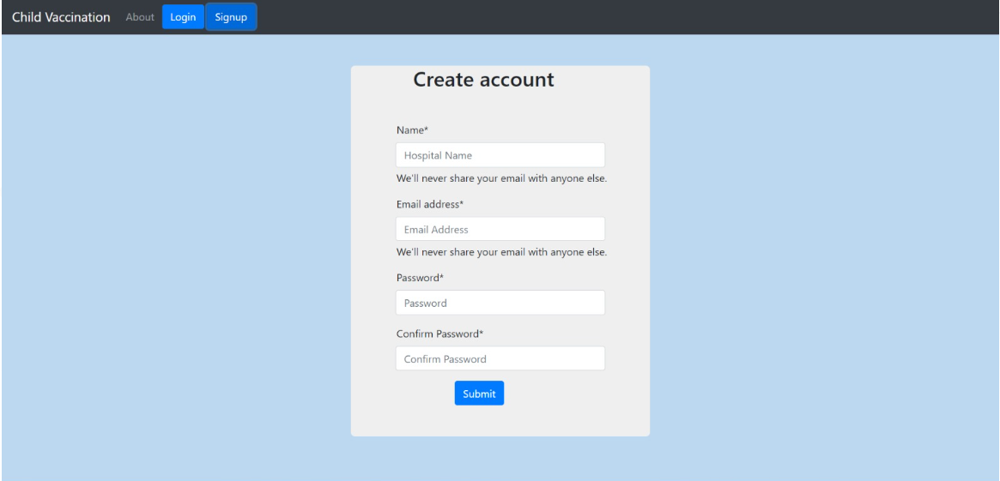 Child Vaccination About Login Signup
Create account
Name*
Hospital Name
We'll never share your email with anyone else.
Email address*
Email Address
We'll never share your email with anyone else.
Password*
Password
Confirm Password*
Confirm Password
Submit